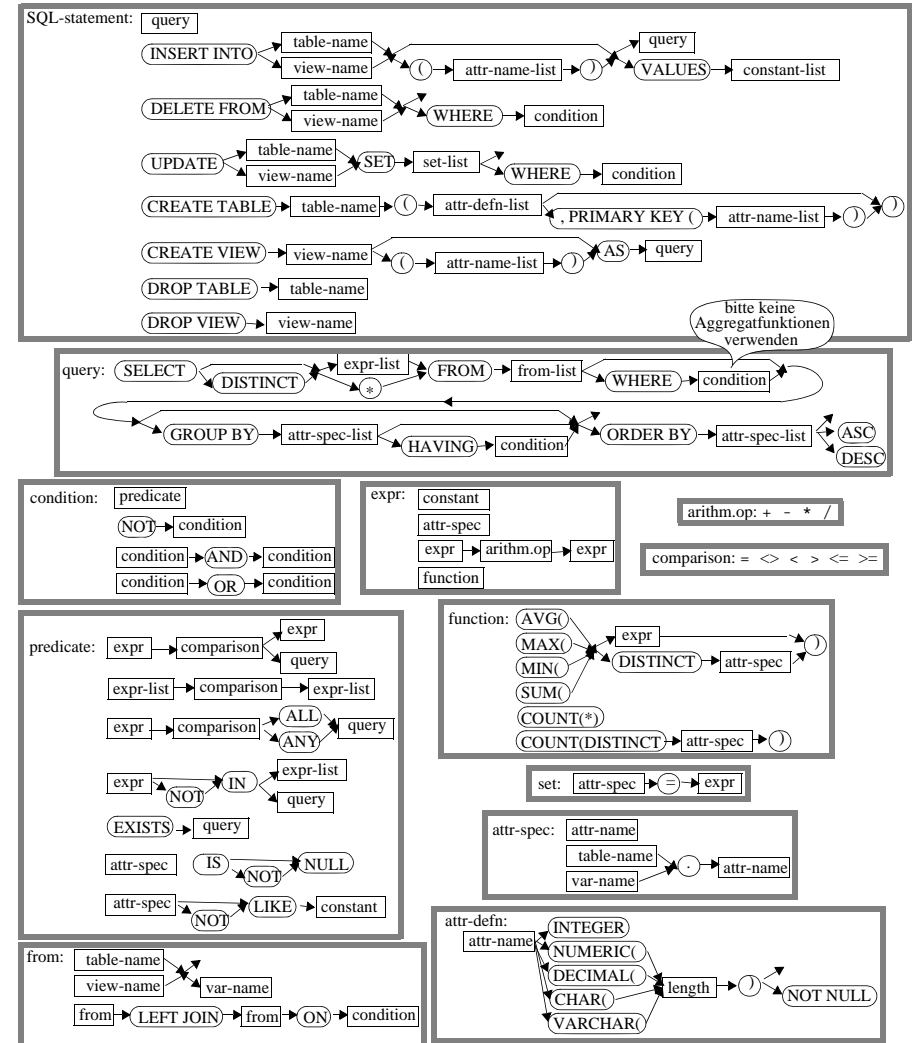 SQL-statement: query
INSERT INTO table-name view-name ( attr-name-list ) query VALUES constant-list
DELETE FROM table-name view-name WHERE condition
UPDATE table-name view-name SET set-list WHERE condition
CREATE TABLE table-name ( attr-defn-list , PRIMARY KEY ( attr-name-list ) )
CREATE VIEW view-name ( attr-name-list ) AS query
DROP TABLE table-name
DROP VIEW view-name
bitte keine
Aggregatfunktionen
verwenden
query: SELECT DISTINCT expr-list * FROM from-list WHERE condition
GROUP BY attr-spec-list HAVING condition ORDER BY attr-spec-list ASC DESC
condition: predicate
NOT condition
condition AND condition
condition OR condition
expr: constant
attr-spec
expr arithm.op expr
function
arithm.op: + - * /
comparison: = <> < > <= >=
predicate: expr comparison expr query
expr-list comparison expr-list
expr comparison ALL ANY query
expr NOT IN expr-list query
EXISTS query
attr-spec IS NOT NULL
attr-spec NOT LIKE constant
function: AVG(
MAX(
MIN(
SUM(
expr
DISTINCT attr-spec )
COUNT(*)
COUNT(DISTINCT attr-spec )
set: attr-spec = expr
attr-spec: attr-name
table-name
var-name . attr-name
from: table-name
view-name var-name
from LEFT JOIN from ON condition
attr-defn:
attr-name INTEGER
NUMERIC(
DECIMAL(
CHAR(
VARCHAR(
length ) NOT NULL